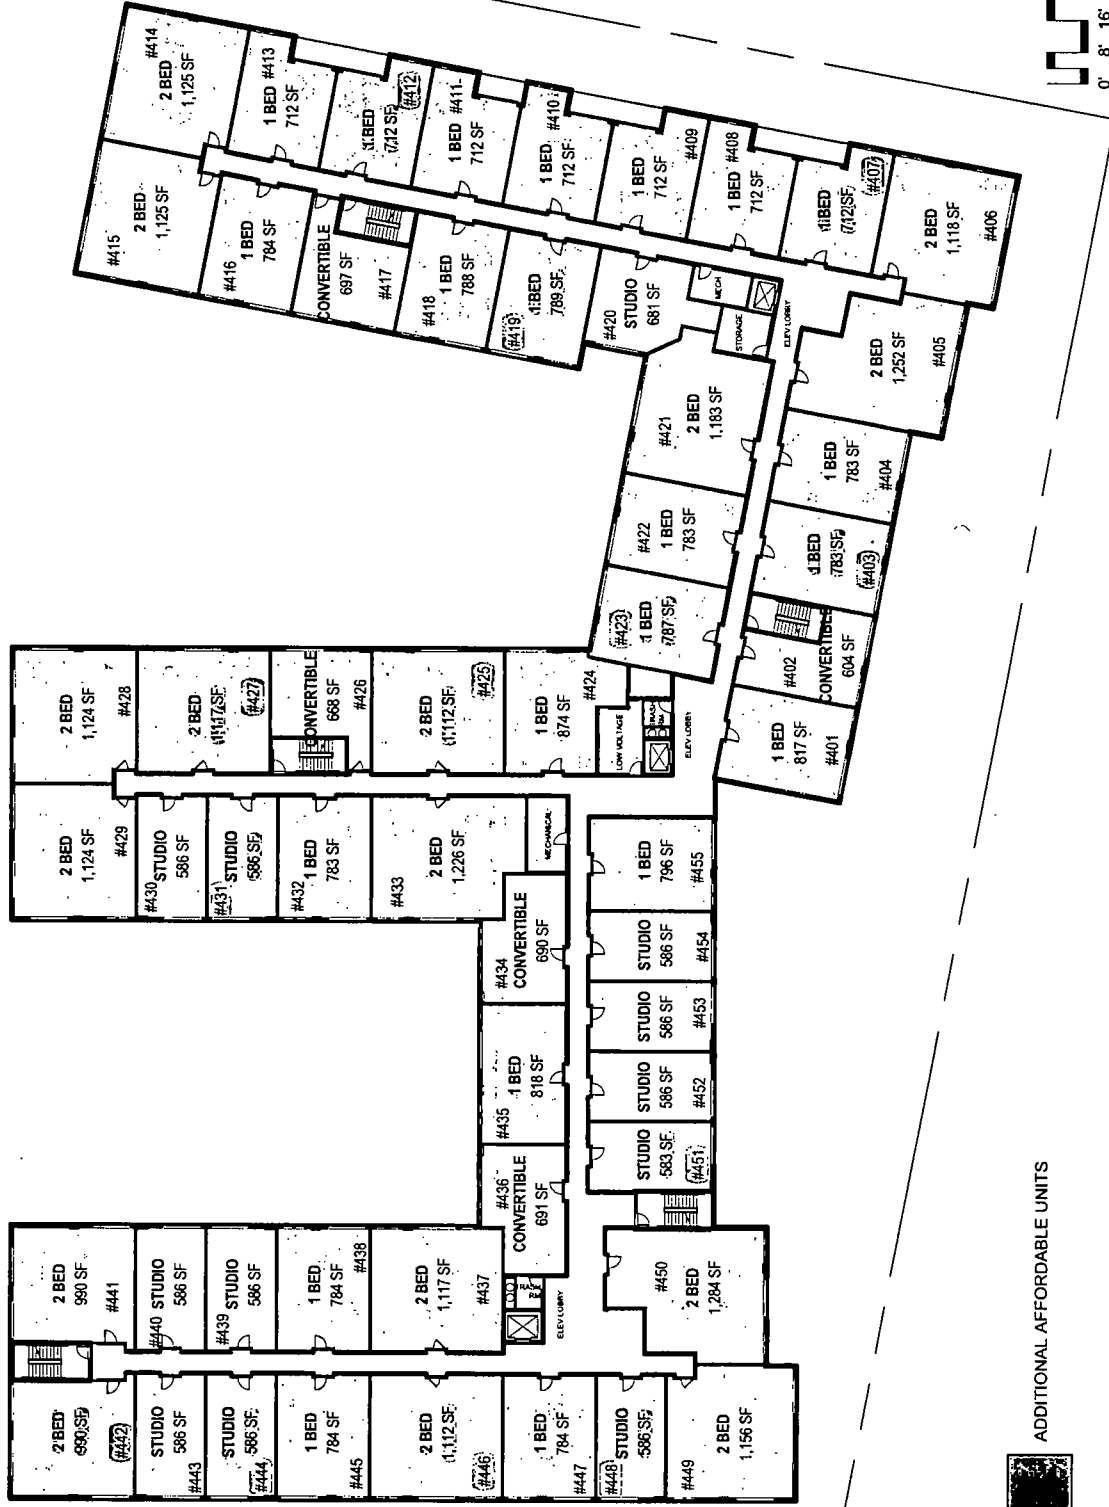 #414
2 BED
1,125 SF
#413
1 BED
712 SF
#412
1 BED
712 SF
#411
1 BED
712 SF
#410
1 BED
712 SF
#409
1 BED
712 SF
#408
1 BED
712 SF
#407
1 BED
712 SF
#406
2 BED
1,118 SF
#415
2 BED
1,125 SF
#416
1 BED
784 SF
CONVERTIBLE
697 SF
#417
#418
1 BED
788 SF
#419
1 BED
789 SF
#420
STUDIO
681 SF
MECH
STORAGE
ELEV LOBBY
2 BED
1,252 SF
#405
#421
2 BED
1,183 SF
#422
1 BED
783 SF
#423
1 BED
787 SF
1 BED
783 SF
#404
1 BED
783 SF
#403
#402
CONVERTIBLE
604 SF
1 BED
817 SF
#401
2 BED
1,124 SF
#428
2 BED
1,117 SF
#427
CONVERTIBLE
668 SF
#426
2 BED
1,112 SF
#425
1 BED
874 SF
#424
LOW VOLTAGE
TRASH
RM
ELEV LOBBY
2 BED
1,124 SF
#429
#430
STUDIO
586 SF
#431
STUDIO
586 SF
#432
1 BED
783 SF
#433
2 BED
1,226 SF
MECHANICAL
#434
CONVERTIBLE
690 SF
#435
1 BED
818 SF
#436
CONVERTIBLE
691 SF
1 BED
796 SF
#455
STUDIO
586 SF
#454
STUDIO
586 SF
#453
STUDIO
586 SF
#452
STUDIO
583 SF
#451
2 BED
990 SF
#441
#440
STUDIO
586 SF
#439
STUDIO
586 SF
1 BED
784 SF
#438
2 BED
1,117 SF
#437
TRASH
RM
ELEV LOBBY
#450
2 BED
1,284 SF
2 BED
990 SF
#442
STUDIO
586 SF
#443
STUDIO
586 SF
#444
1 BED
784 SF
#445
2 BED
1,112 SF
#446
1 BED
784 SF
#447
STUDIO
586 SF
#448
2 BED
1,156 SF
#449
0' 8' 16'
ADDITIONAL AFFORDABLE UNITS